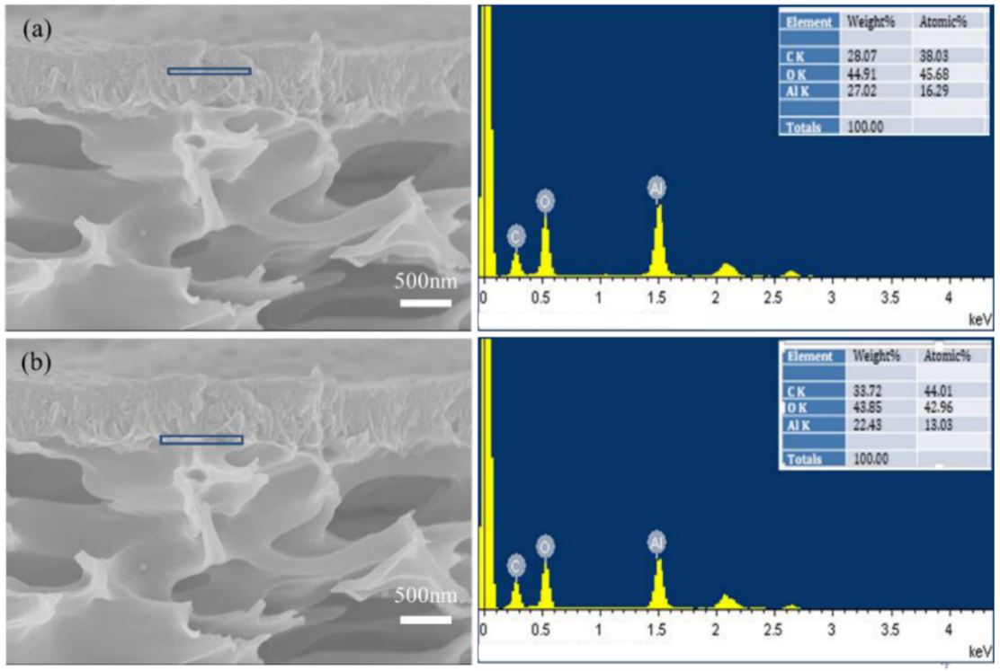 (a)
500nm
Element Weight% Atomic%
C K 28.07 38.03
O K 44.91 45.68
Al K 27.02 16.29
Totals 100.00
C O Al
0 0.5 1 1.5 2 2.5 3 3.5 4
keV
(b)
500nm
Element Weight% Atomic%
C K 33.72 44.01
O K 43.85 42.96
Al K 22.43 13.03
Totals 100.00
C O Al
0 0.5 1 1.5 2 2.5 3 3.5 4
keV